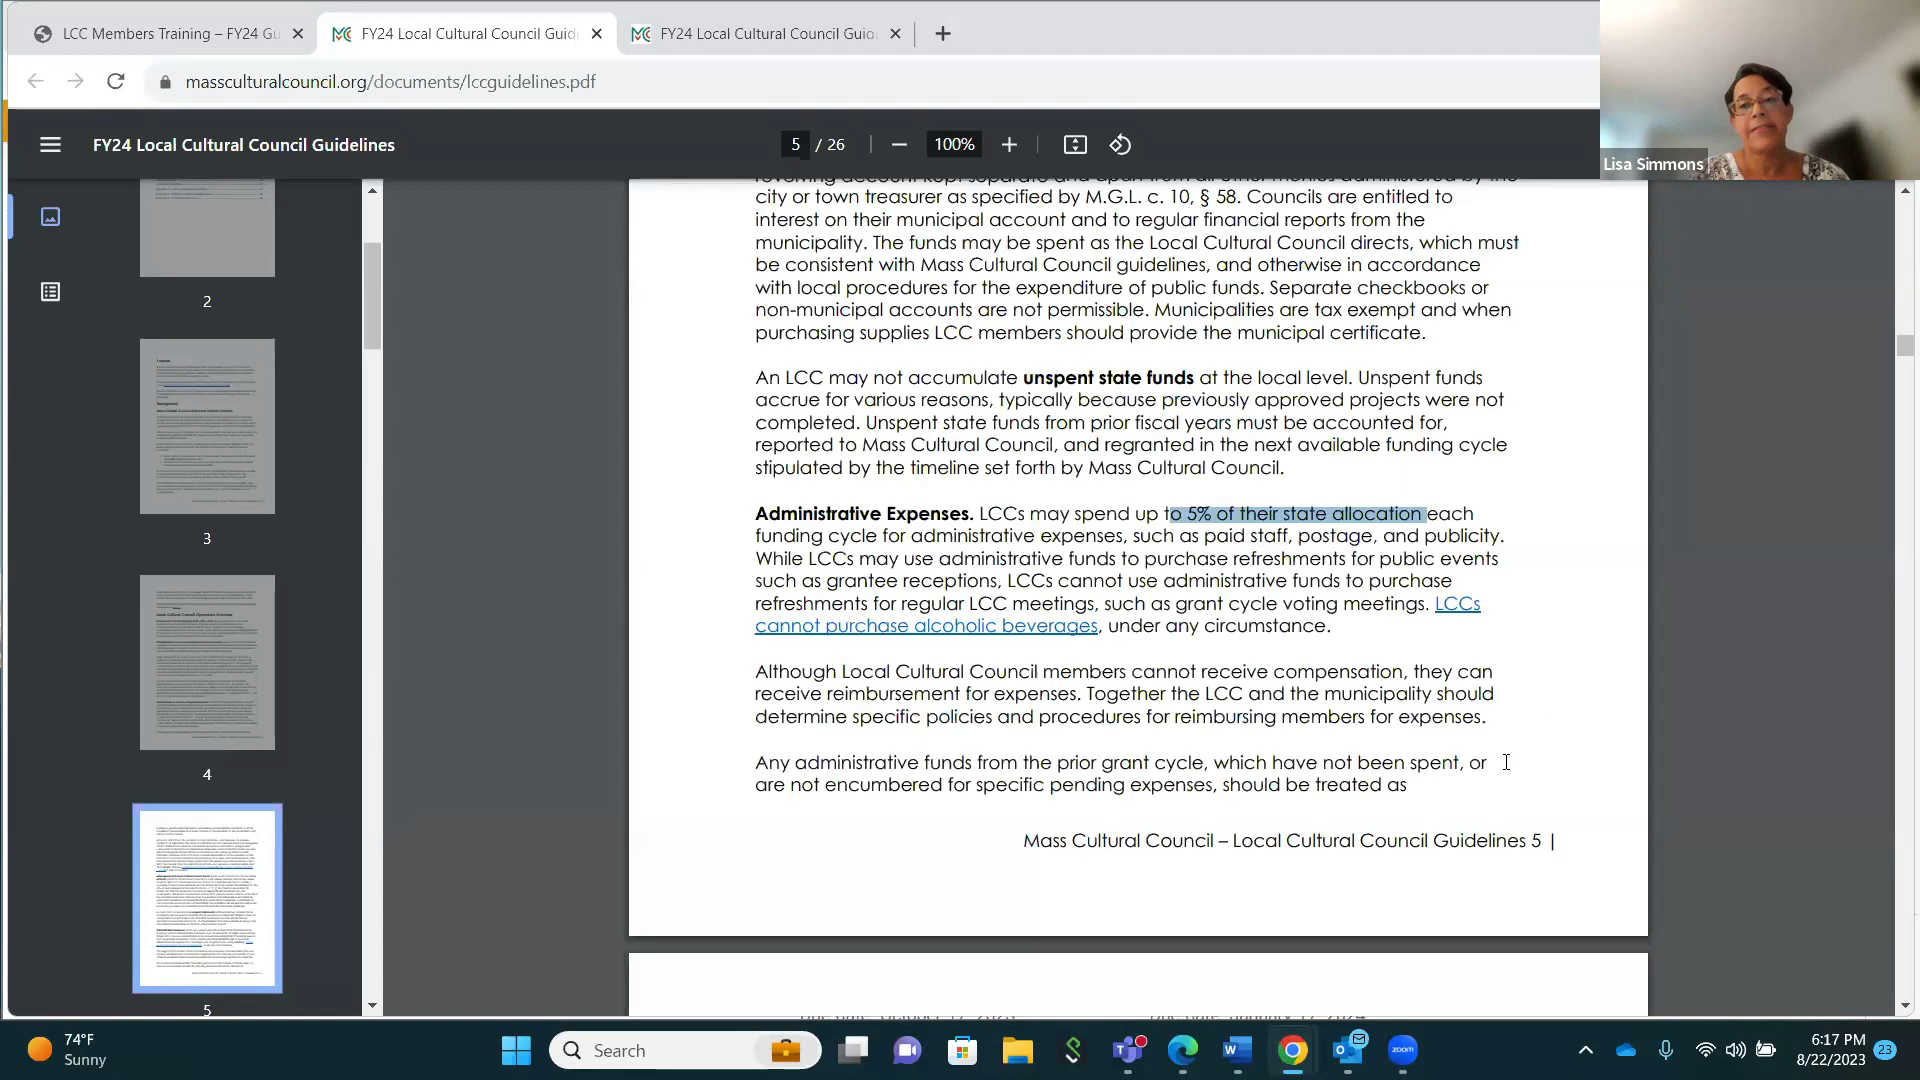 LCC Members Training – FY24 Gu
FY24 Local Cultural Council Guid
FY24 Local Cultural Council Guid
massculturalcouncil.org/documents/lccguidelines.pdf
FY24 Local Cultural Council Guidelines
5 / 26
100%
Lisa Simmons
2
3
4
5
city or town treasurer as specified by M.G.L. c. 10, § 58. Councils are entitled to
interest on their municipal account and to regular financial reports from the
municipality. The funds may be spent as the Local Cultural Council directs, which must
be consistent with Mass Cultural Council guidelines, and otherwise in accordance
with local procedures for the expenditure of public funds. Separate checkbooks or
non-municipal accounts are not permissible. Municipalities are tax exempt and when
purchasing supplies LCC members should provide the municipal certificate.
An LCC may not accumulate unspent state funds at the local level. Unspent funds
accrue for various reasons, typically because previously approved projects were not
completed. Unspent state funds from prior fiscal years must be accounted for,
reported to Mass Cultural Council, and regranted in the next available funding cycle
stipulated by the timeline set forth by Mass Cultural Council.
Administrative Expenses. LCCs may spend up to 5% of their state allocation each
funding cycle for administrative expenses, such as paid staff, postage, and publicity.
While LCCs may use administrative funds to purchase refreshments for public events
such as grantee receptions, LCCs cannot use administrative funds to purchase
refreshments for regular LCC meetings, such as grant cycle voting meetings. LCCs
cannot purchase alcoholic beverages, under any circumstance.
Although Local Cultural Council members cannot receive compensation, they can
receive reimbursement for expenses. Together the LCC and the municipality should
determine specific policies and procedures for reimbursing members for expenses.
Any administrative funds from the prior grant cycle, which have not been spent, or
are not encumbered for specific pending expenses, should be treated as
Mass Cultural Council – Local Cultural Council Guidelines 5 |
74°F
Sunny
Search
zoom
6:17 PM
8/22/2023
23